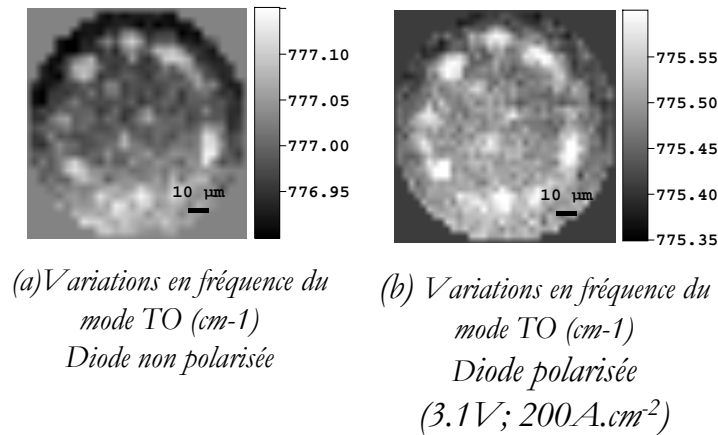 777.10
777.05
777.00
776.95
10 µm
775.55
775.50
775.45
775.40
775.35
10 µm
(a)Variations en fréquence du
mode TO (cm-1)
Diode non polarisée
(b) Variations en fréquence du
mode TO (cm-1)
Diode polarisée
(3.1V; 200A.cm-2)